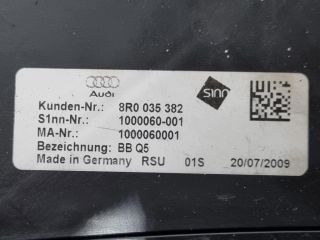 Audi
S1nn
Kunden-Nr.: 8R0 035 382
S1nn-Nr.: 1000060-001
MA-Nr.: 1000060001
Bezeichnung: BB Q5
Made in Germany RSU 01S 20/07/2009